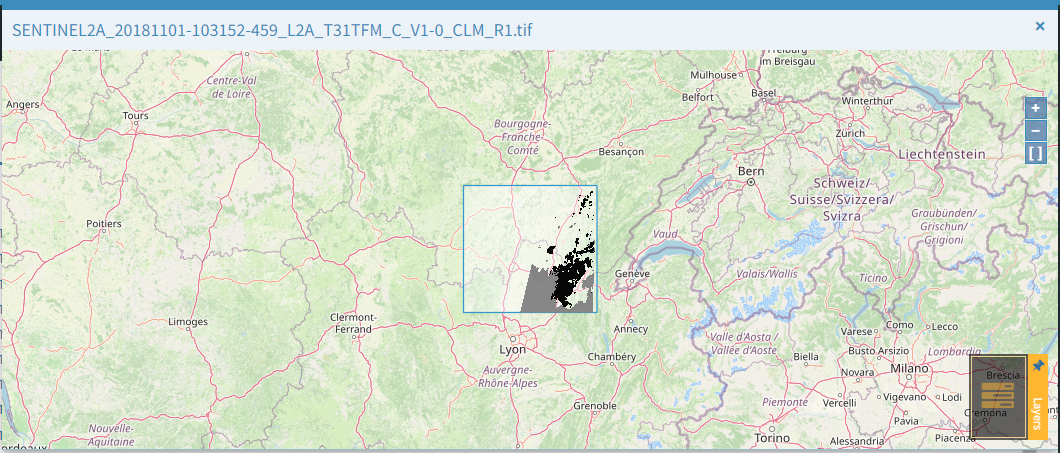 SENTINEL2A_20181101-103152-459_L2A_T31TFM_C_V1-0_CLM_R1.tif
×
Freiburg
im Breisgau
Mulhouse
Centre-Val
de Loire
Belfort
Basel
Winterthur
Angers
Tours
+
Bourgogne-
Franche-
Comté
Zürich
−
Besançon
Liechtenstein
[ ]
Bern
Schweiz/
Suisse/Svizzera/
Svizra
Graubünden/
Grischun/
Grigioni
Poitiers
Vaud
Genève
Valais/Wallis
Ticino
Limoges
Clermont-
Ferrand
Annecy
Varese
Como
Lecco
Lyon
Valle d'Aosta /
Vallée d'Aoste
Chambéry
Biella
Busto Arsizio
Lombardia
Auvergne-
Rhône-Alpes
Novara
Milano
Brescia
Layers
Grenoble
Piemonte
Vercelli
Vigevano
Lodi
Cremona
Pavia
Nouvelle-
Aquitaine
Torino
Alessandria
Piacenza